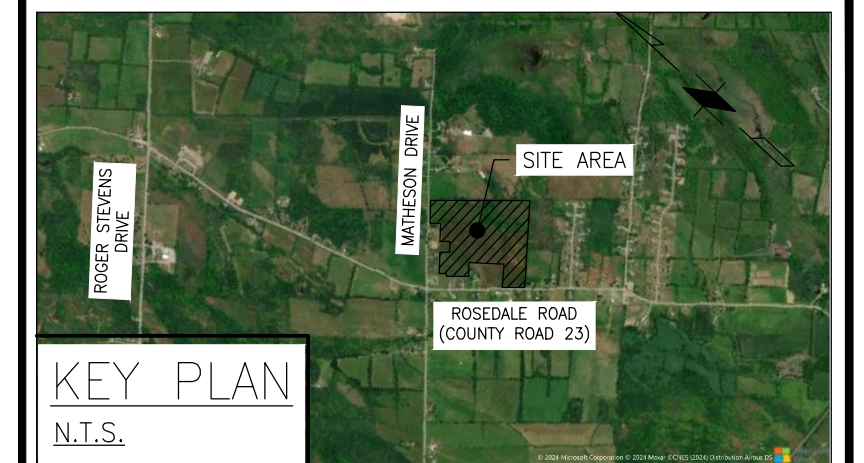 SITE AREA
MATHESON DRIVE
ROGER STEVENS
DRIVE
ROSEDALE ROAD
(COUNTY ROAD 23)
KEY PLAN
N.T.S.
© 2024 Microsoft Corporation © 2024 Maxar ©CNES (2024) Distribution Airbus DS